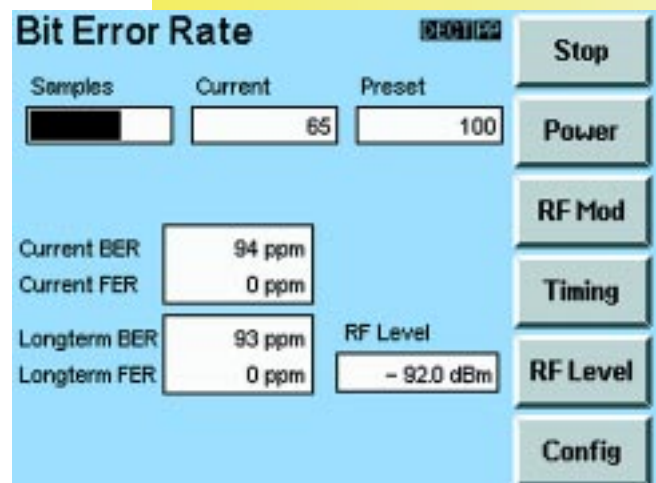 Bit Error Rate
DECT PP
Stop
Samples Current Preset
65 100
Power
RF Mod
Current BER 94 ppm
Current FER 0 ppm
Timing
Longterm BER 93 ppm
RF Level
Longterm FER 0 ppm
– 92.0 dBm
RF Level
Config